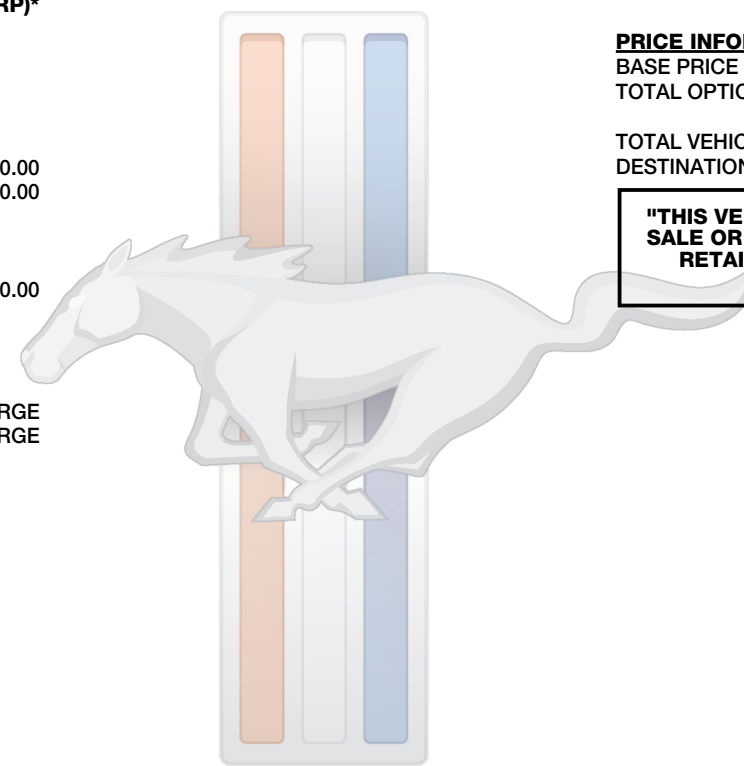 RP)*
0.00
0.00
0.00
RGE
RGE
PRICE INFO
BASE PRICE
TOTAL OPTIO
TOTAL VEHIC
DESTINATION
"THIS VE
SALE OR
RETAI